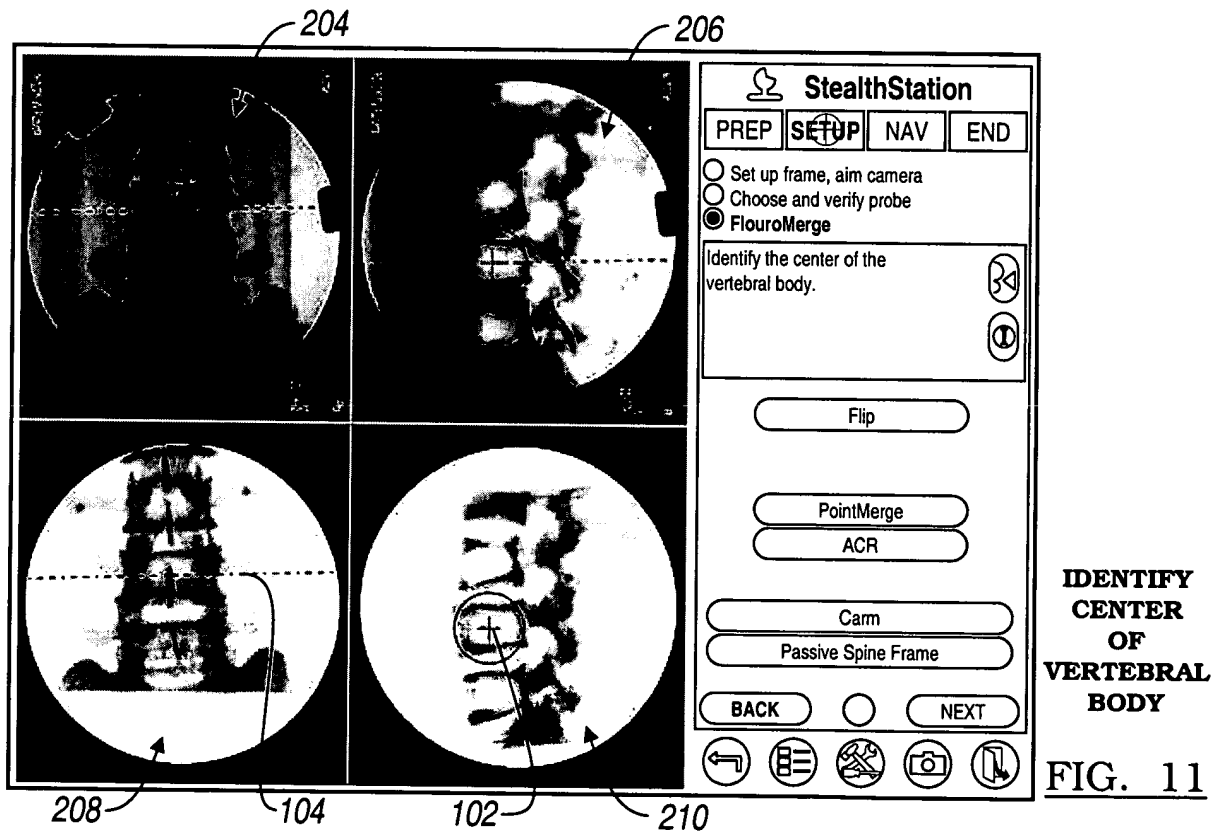 204
206
StealthStation
PREP SETUP NAV END
Set up frame, aim camera
Choose and verify probe
FlouroMerge
Identify the center of the
vertebral body.
Flip
PointMerge
ACR
Carm
Passive Spine Frame
BACK NEXT
IDENTIFY
CENTER
OF
VERTEBRAL
BODY
FIG. 11
208
104
102
210